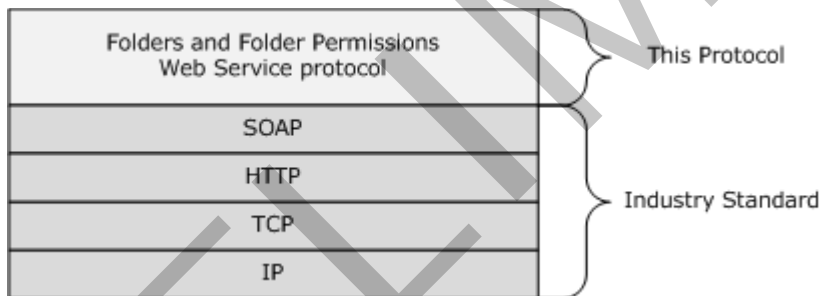 Folders and Folder Permissions
Web Service protocol
This Protocol
SOAP
HTTP
TCP
IP
Industry Standard